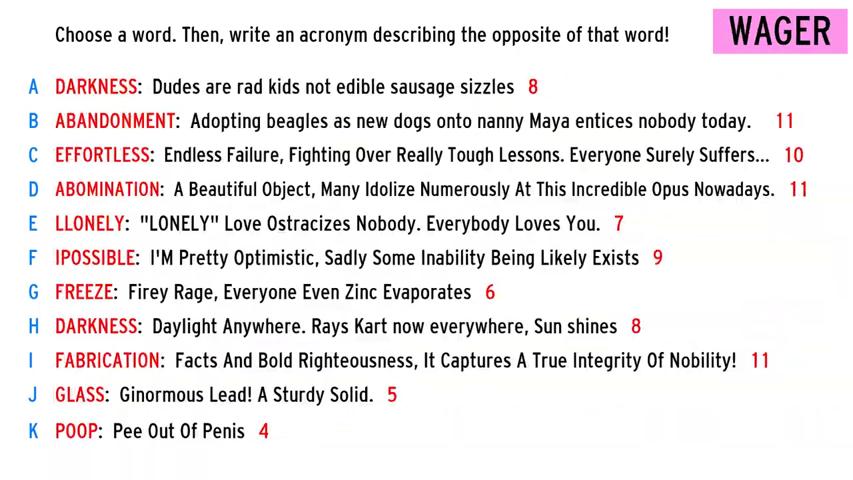 Choose a word. Then, write an acronym describing the opposite of that word!
WAGER
A DARKNESS: Dudes are rad kids not edible sausage sizzles 8
B ABANDONMENT: Adopting beagles as new dogs onto nanny Maya entices nobody today. 11
C EFFORTLESS: Endless Failure, Fighting Over Really Tough Lessons. Everyone Surely Suffers... 10
D ABOMINATION: A Beautiful Object, Many Idolize Numerously At This Incredible Opus Nowadays. 11
E LLONELY: "LONELY" Love Ostracizes Nobody. Everybody Loves You. 7
F IPOSSIBLE: I'M Pretty Optimistic, Sadly Some Inability Being Likely Exists 9
G FREEZE: Firey Rage, Everyone Even Zinc Evaporates 6
H DARKNESS: Daylight Anywhere. Rays Kart now everywhere, Sun shines 8
I FABRICATION: Facts And Bold Righteousness, It Captures A True Integrity Of Nobility! 11
J GLASS: Ginormous Lead! A Sturdy Solid. 5
K POOP: Pee Out Of Penis 4